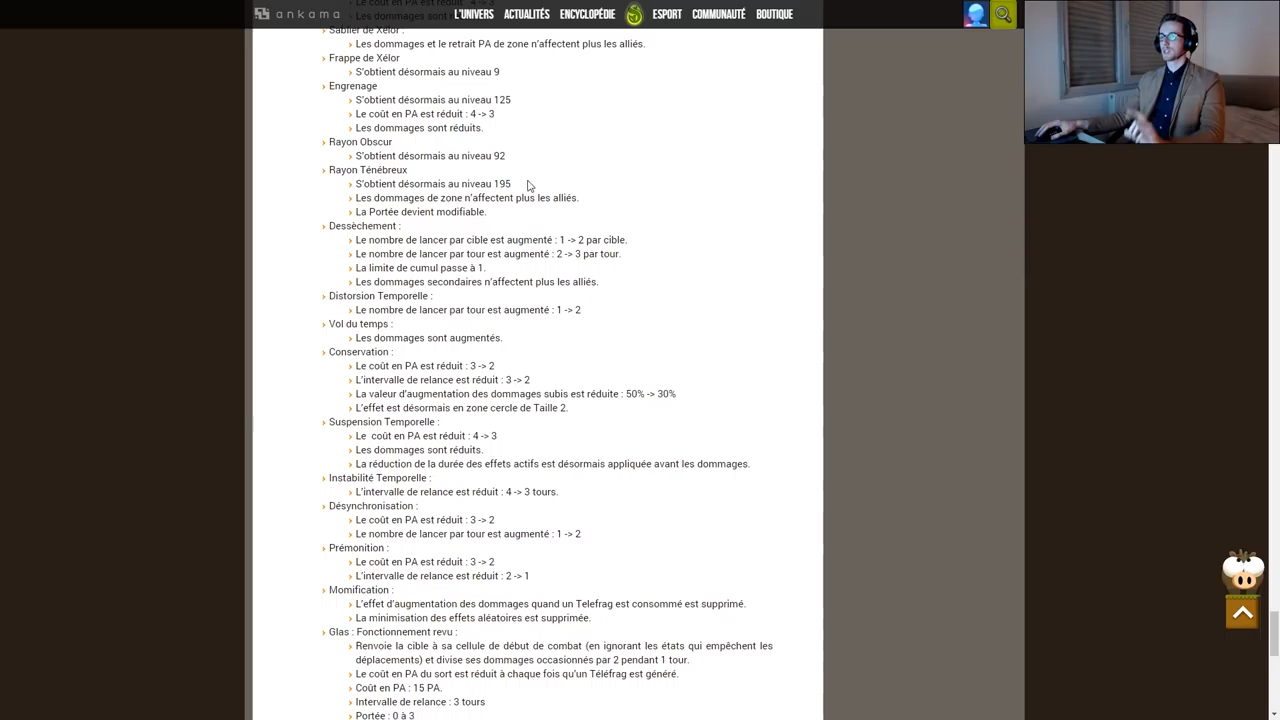 ankama
L'UNIVERS
ACTUALITÉS
ENCYCLOPÉDIE
ESPORT
COMMUNAUTÉ
BOUTIQUE
Sablier de Xélor :
Les dommages et le retrait PA de zone n'affectent plus les alliés.
Frappe de Xélor
S'obtient désormais au niveau 9
Engrenage
S'obtient désormais au niveau 125
Le coût en PA est réduit : 4 -> 3
Les dommages sont réduits.
Rayon Obscur
S'obtient désormais au niveau 92
Rayon Ténébreux
S'obtient désormais au niveau 195
Les dommages de zone n'affectent plus les alliés.
La Portée devient modifiable.
Dessèchement :
Le nombre de lancer par cible est augmenté : 1 -> 2 par cible.
Le nombre de lancer par tour est augmenté : 2 -> 3 par tour.
La limite de cumul passe à 1.
Les dommages secondaires n'affectent plus les alliés.
Distorsion Temporelle :
Le nombre de lancer par tour est augmenté : 1 -> 2
Vol du temps :
Les dommages sont augmentés.
Conservation :
Le coût en PA est réduit : 3 -> 2
L'intervalle de relance est réduit : 3 -> 2
La valeur d'augmentation des dommages subis est réduite : 50% -> 30%
L'effet est désormais en zone cercle de Taille 2.
Suspension Temporelle :
Le coût en PA est réduit : 4 -> 3
Les dommages sont réduits.
La réduction de la durée des effets actifs est désormais appliquée avant les dommages.
Instabilité Temporelle :
L'intervalle de relance est réduit : 4 -> 3 tours.
Désynchronisation :
Le coût en PA est réduit : 3 -> 2
Le nombre de lancer par tour est augmenté : 1 -> 2
Prémonition :
Le coût en PA est réduit : 3 -> 2
L'intervalle de relance est réduit : 2 -> 1
Momification :
L'effet d'augmentation des dommages quand un Telefrag est consommé est supprimé.
La minimisation des effets aléatoires est supprimée.
Glas : Fonctionnement revu :
Renvoie la cible à sa cellule de début de combat (en ignorant les états qui empêchent les
déplacements) et divise ses dommages occasionnés par 2 pendant 1 tour.
Le coût en PA du sort est réduit à chaque fois qu'un Téléfrag est généré.
Coût en PA : 15 PA.
Intervalle de relance : 3 tours
Portée : 0 à 3